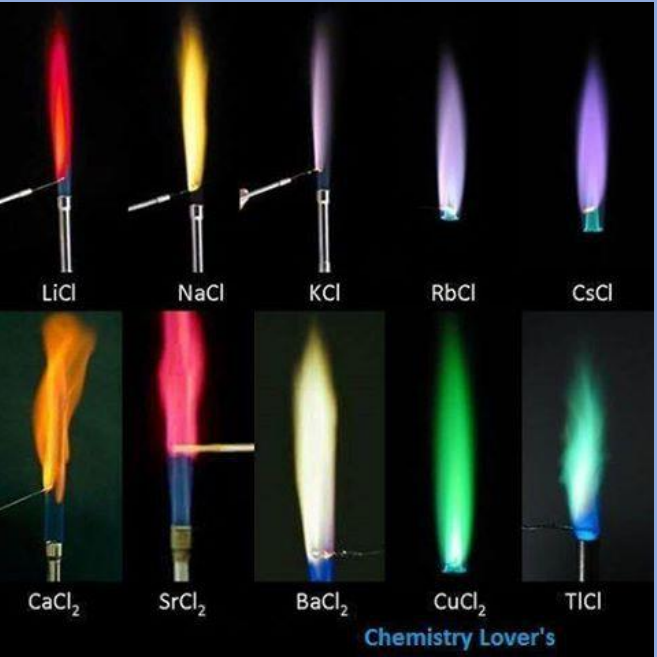 LiCl NaCl KCl RbCl CsCl
CaCl₂ SrCl₂ BaCl₂ CuCl₂ TlCl
Chemistry Lover's